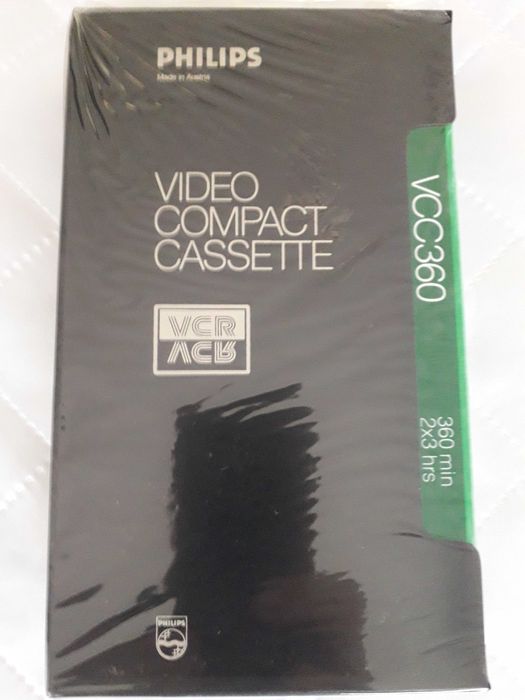 PHILIPS
Made in Austria
VIDEO
COMPACT
CASSETTE
VCR
VCR
VCC360
360 min
2x3 hrs
PHILIPS